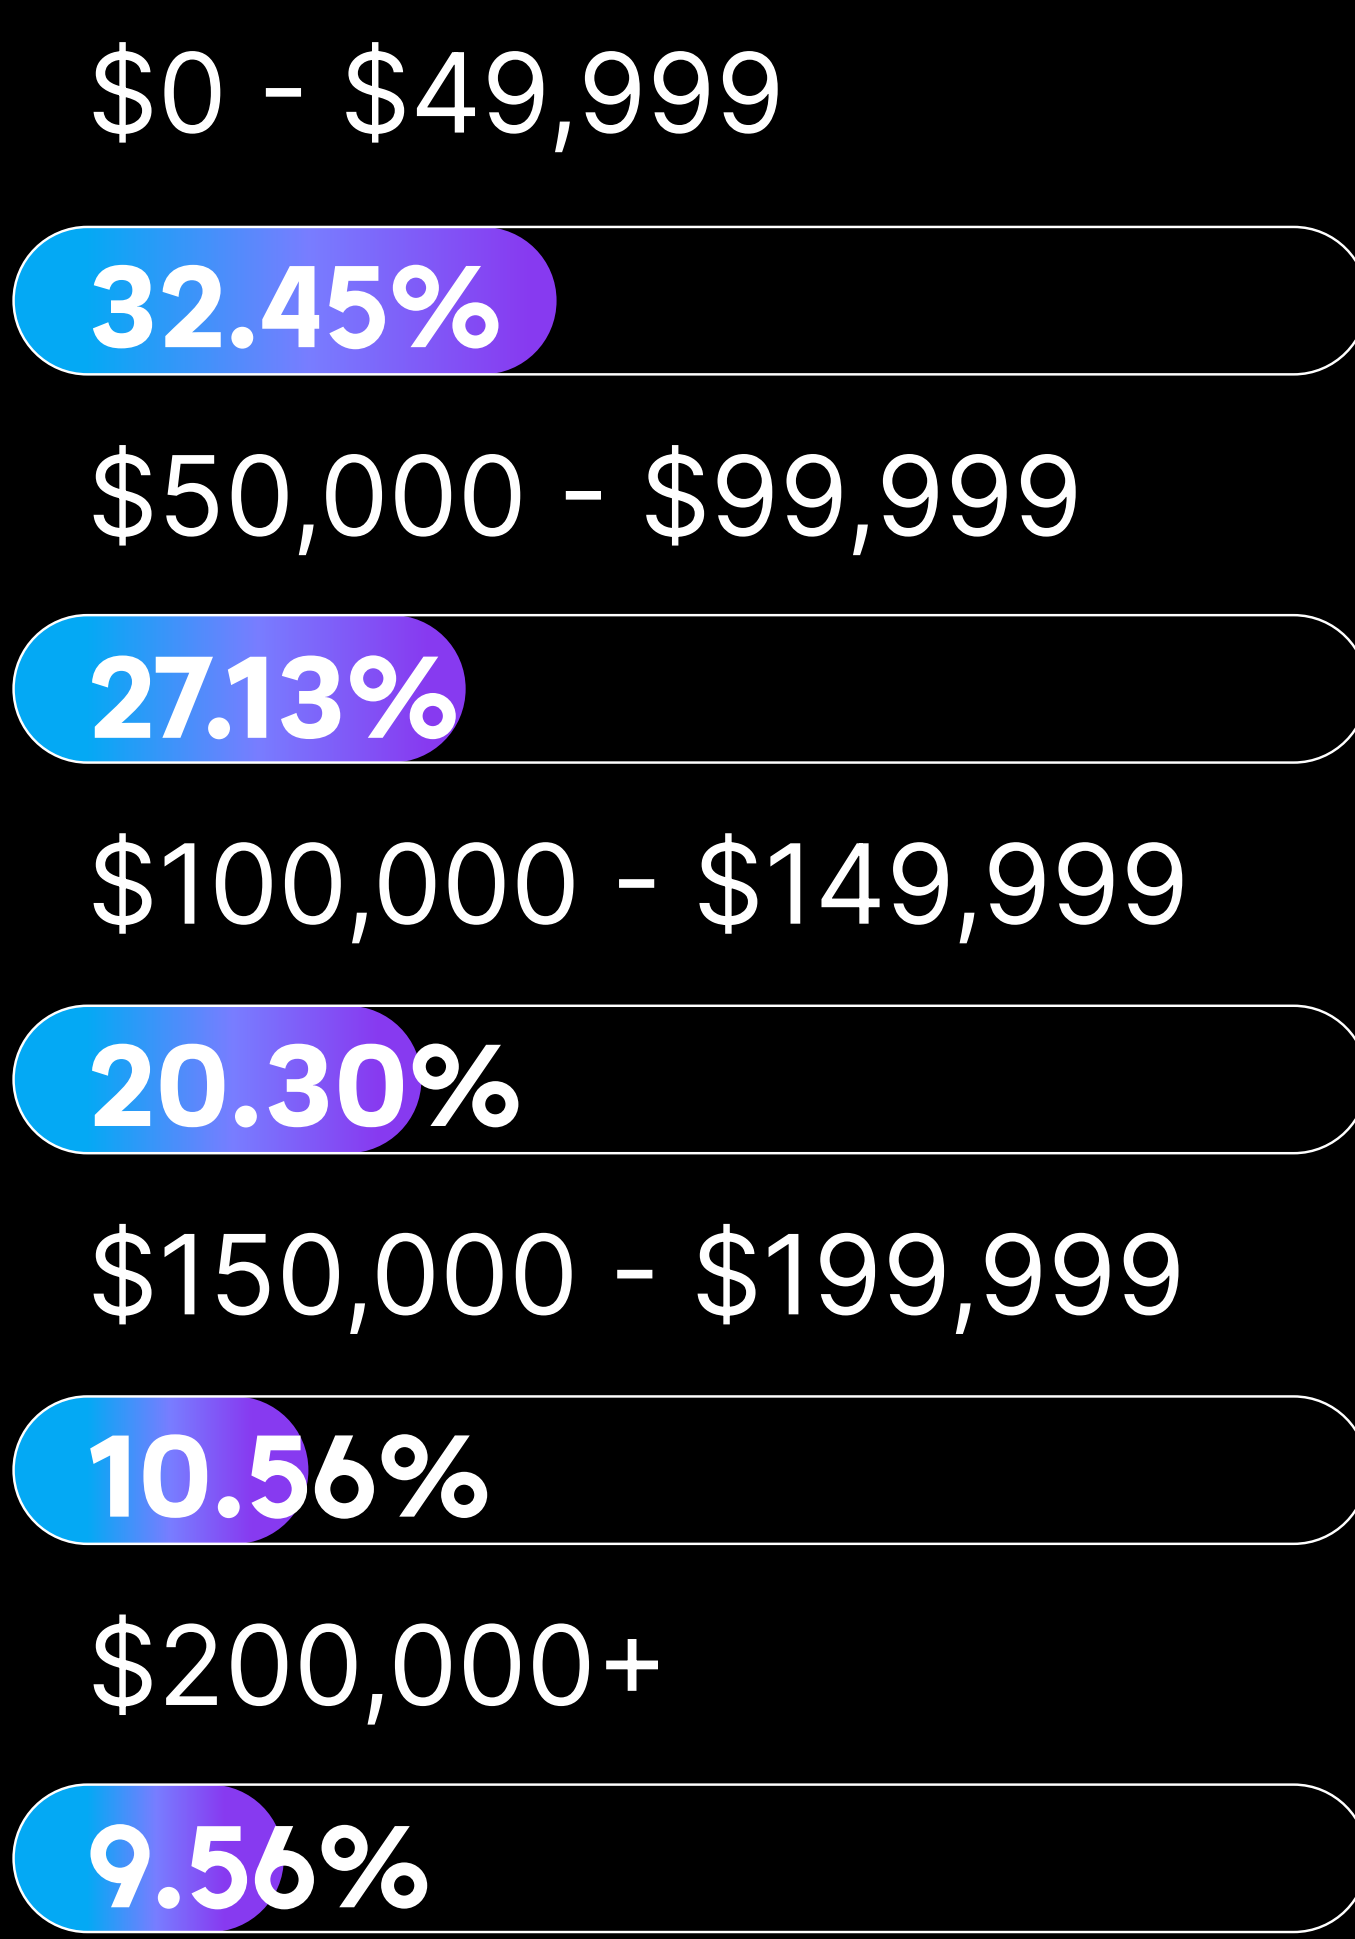 $0 - $49,999
32.45%
$50,000 - $99,999
27.13%
$100,000 - $149,999
20.30%
$150,000 - $199,999
10.56%
$200,000+
9.56%